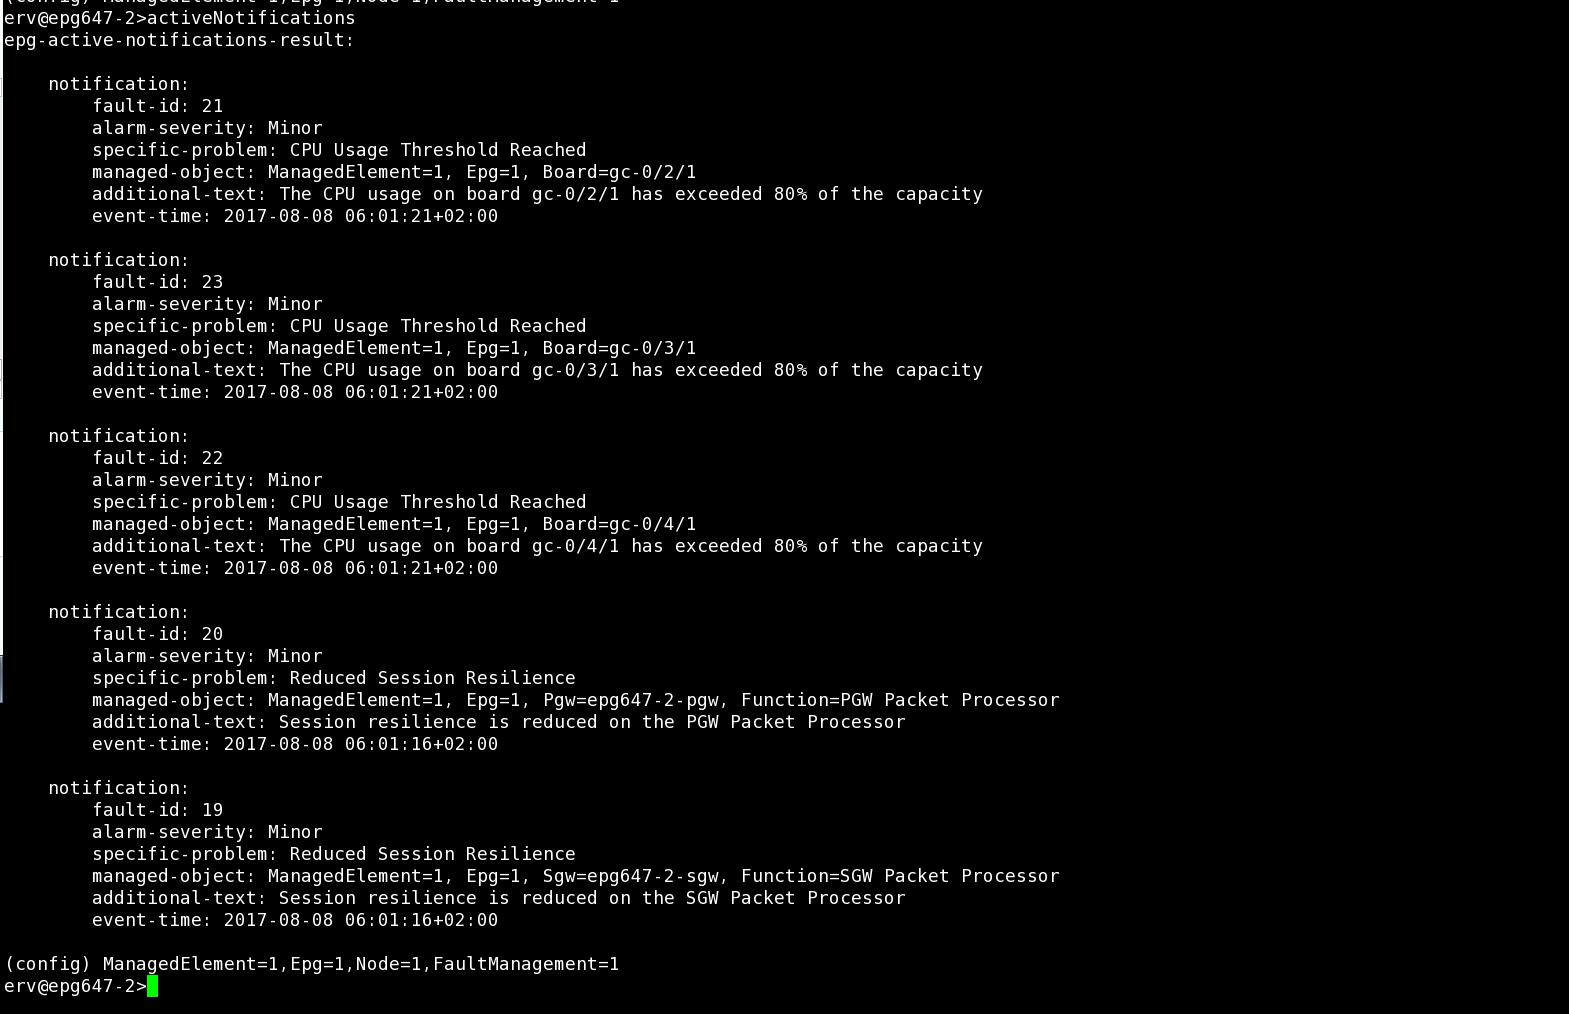 (config) ManagedElement=1,Epg=1,Node=1,FaultManagement=1
erv@epg647-2>activeNotifications
epg-active-notifications-result:
notification:
fault-id: 21
alarm-severity: Minor
specific-problem: CPU Usage Threshold Reached
managed-object: ManagedElement=1, Epg=1, Board=gc-0/2/1
additional-text: The CPU usage on board gc-0/2/1 has exceeded 80% of the capacity
event-time: 2017-08-08 06:01:21+02:00
notification:
fault-id: 23
alarm-severity: Minor
specific-problem: CPU Usage Threshold Reached
managed-object: ManagedElement=1, Epg=1, Board=gc-0/3/1
additional-text: The CPU usage on board gc-0/3/1 has exceeded 80% of the capacity
event-time: 2017-08-08 06:01:21+02:00
notification:
fault-id: 22
alarm-severity: Minor
specific-problem: CPU Usage Threshold Reached
managed-object: ManagedElement=1, Epg=1, Board=gc-0/4/1
additional-text: The CPU usage on board gc-0/4/1 has exceeded 80% of the capacity
event-time: 2017-08-08 06:01:21+02:00
notification:
fault-id: 20
alarm-severity: Minor
specific-problem: Reduced Session Resilience
managed-object: ManagedElement=1, Epg=1, Pgw=epg647-2-pgw, Function=PGW Packet Processor
additional-text: Session resilience is reduced on the PGW Packet Processor
event-time: 2017-08-08 06:01:16+02:00
notification:
fault-id: 19
alarm-severity: Minor
specific-problem: Reduced Session Resilience
managed-object: ManagedElement=1, Epg=1, Sgw=epg647-2-sgw, Function=SGW Packet Processor
additional-text: Session resilience is reduced on the SGW Packet Processor
event-time: 2017-08-08 06:01:16+02:00
(config) ManagedElement=1,Epg=1,Node=1,FaultManagement=1
erv@epg647-2>